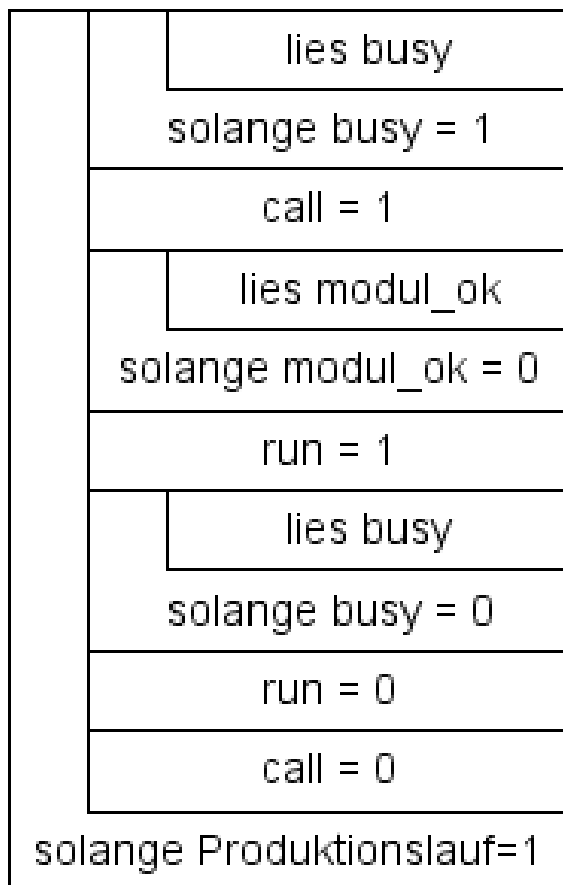 lies busy
solange busy = 1
call = 1
lies modul_ok
solange modul_ok = 0
run = 1
lies busy
solange busy = 0
run = 0
call = 0
solange Produktionslauf=1